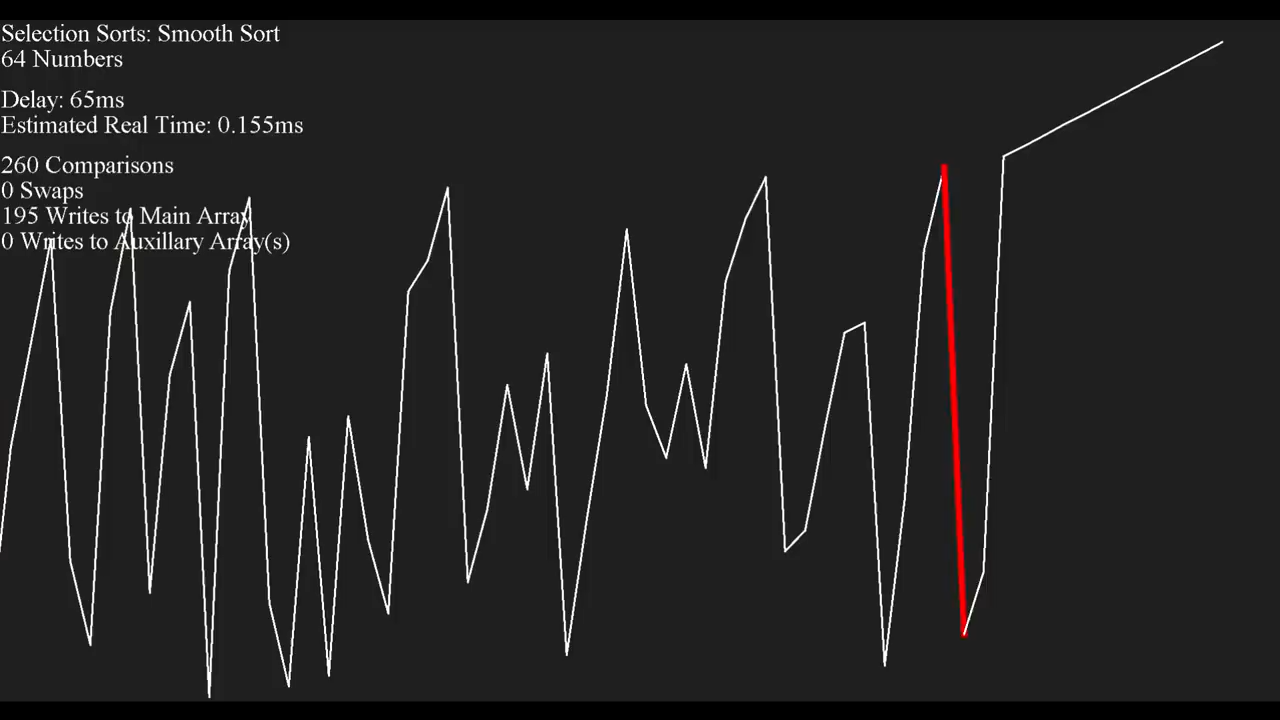 Selection Sorts: Smooth Sort
64 Numbers
Delay: 65ms
Estimated Real Time: 0.155ms
260 Comparisons
0 Swaps
195 Writes to Main Array
0 Writes to Auxillary Array(s)